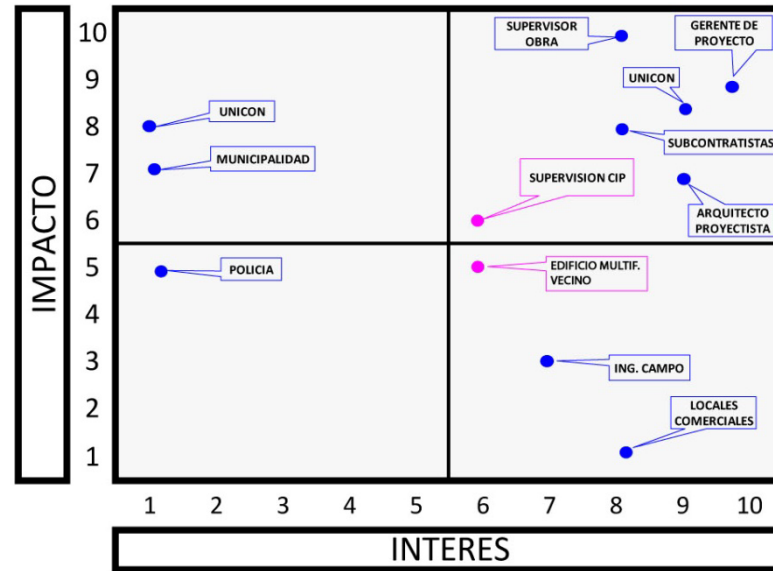 IMPACTO
10
9
8
7
6
5
4
3
2
1
SUPERVISOR
OBRA
GERENTE DE
PROYECTO
UNICON
UNICON
SUBCONTRATISTAS
MUNICIPALIDAD
SUPERVISION CIP
ARQUITECTO
PROYECTISTA
POLICIA
EDIFICIO MULTIF.
VECINO
ING. CAMPO
LOCALES
COMERCIALES
1 2 3 4 5 6 7 8 9 10
INTERES